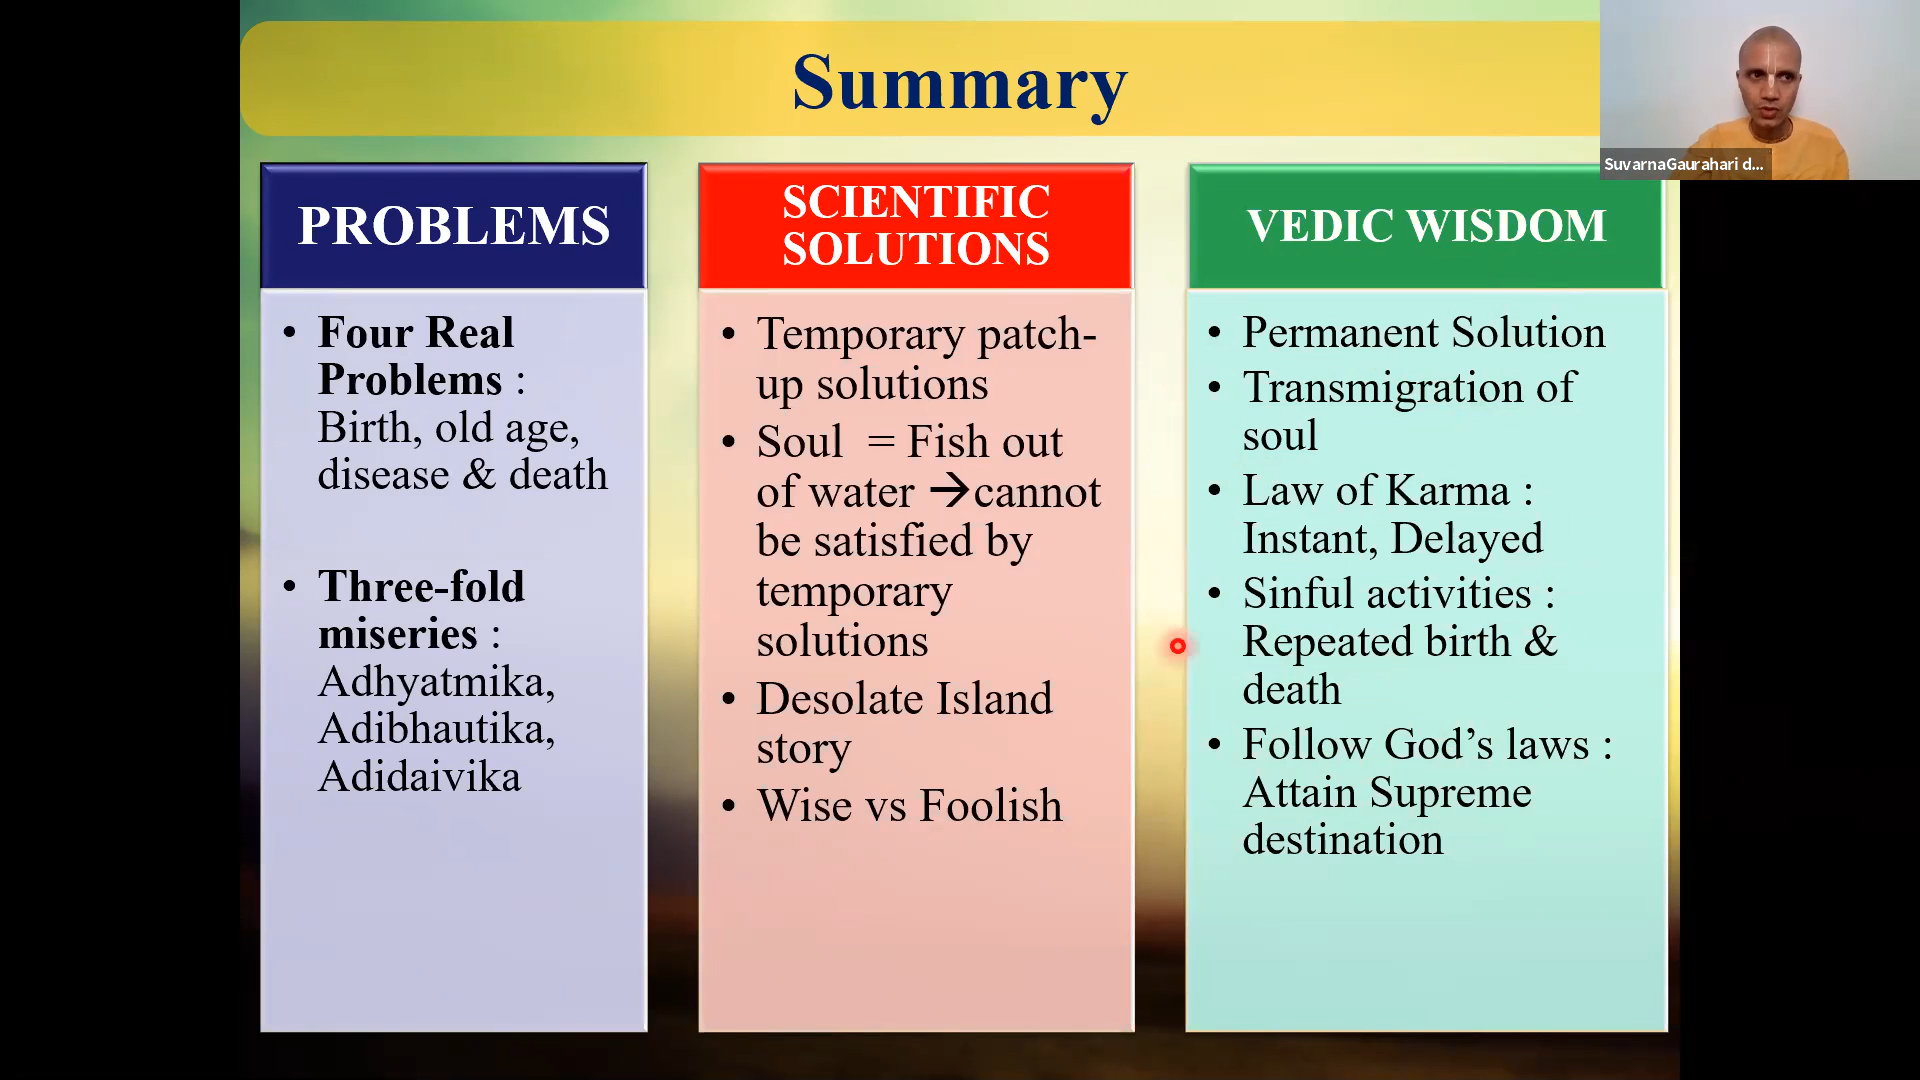 Summary
SuvarnaGaurahari d...
PROBLEMS
• Four Real
Problems :
Birth, old age,
disease & death
• Three-fold
miseries :
Adhyatmika,
Adibhautika,
Adidaivika
SCIENTIFIC
SOLUTIONS
• Temporary patch-
up solutions
• Soul = Fish out
of water →cannot
be satisfied by
temporary
solutions
• Desolate Island
story
• Wise vs Foolish
VEDIC WISDOM
• Permanent Solution
• Transmigration of
soul
• Law of Karma :
Instant, Delayed
• Sinful activities :
Repeated birth &
death
• Follow God’s laws :
Attain Supreme
destination